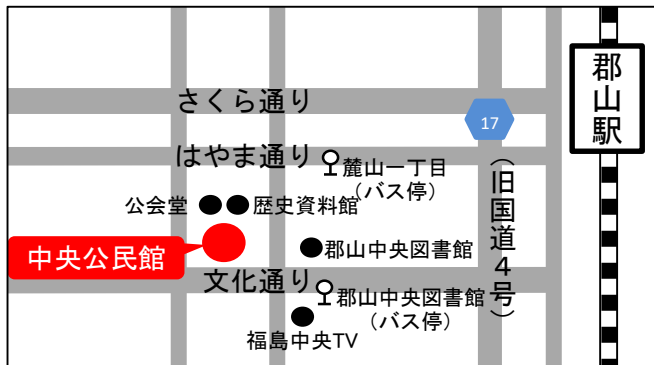 郡山駅
さくら通り
17
はやま通り
麓山一丁目
（バス停）
（旧国道４号）
公会堂
歴史資料館
中央公民館
郡山中央図書館
文化通り
郡山中央図書館
（バス停）
福島中央TV